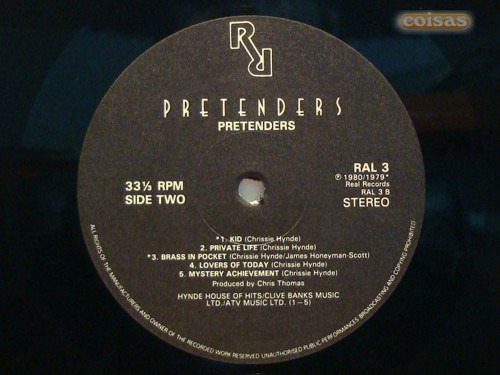 eoisas
RR
PRETENDERS
PRETENDERS
33⅓ RPM
SIDE TWO
RAL 3
℗ 1980/1979*
Real Records
RAL 3 B
STEREO
*1. KID (Chrissie Hynde)
2. PRIVATE LIFE (Chrissie Hynde)
*3. BRASS IN POCKET (Chrissie Hynde/James Honeyman-Scott)
4. LOVERS OF TODAY (Chrissie Hynde)
5. MYSTERY ACHIEVEMENT (Chrissie Hynde)
Produced by Chris Thomas
HYNDE HOUSE OF HITS/CLIVE BANKS MUSIC
LTD./ATV MUSIC LTD. (1–5)
ALL RIGHTS OF THE MANUFACTURERS AND OWNER OF THE RECORDED WORK RESERVED UNAUTHORISED PUBLIC PERFORMANCES BROADCASTING AND COPYING PROHIBITED